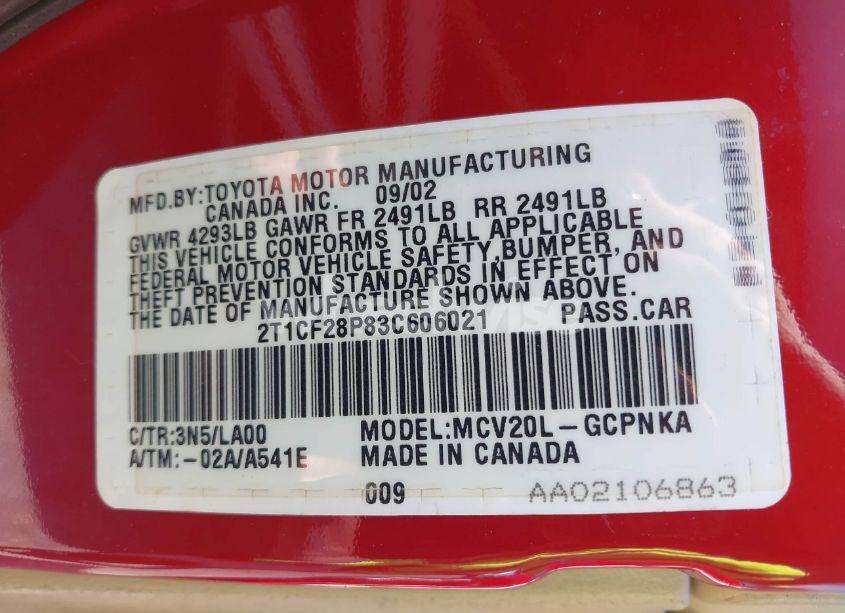 MFD.BY:TOYOTA MOTOR MANUFACTURING
CANADA INC. 09/02
GVWR 4293LB GAWR FR 2491LB RR 2491LB
THIS VEHICLE CONFORMS TO ALL APPLICABLE
FEDERAL MOTOR VEHICLE SAFETY,BUMPER, AND
THEFT PREVENTION STANDARDS IN EFFECT ON
THE DATE OF MANUFACTURE SHOWN ABOVE.
2T1CF28P83C606021 PASS.CAR
C/TR:3N5/LA00 MODEL:MCV20L-GCPNKA
A/TM:-02A/A541E MADE IN CANADA
009 AA02106863